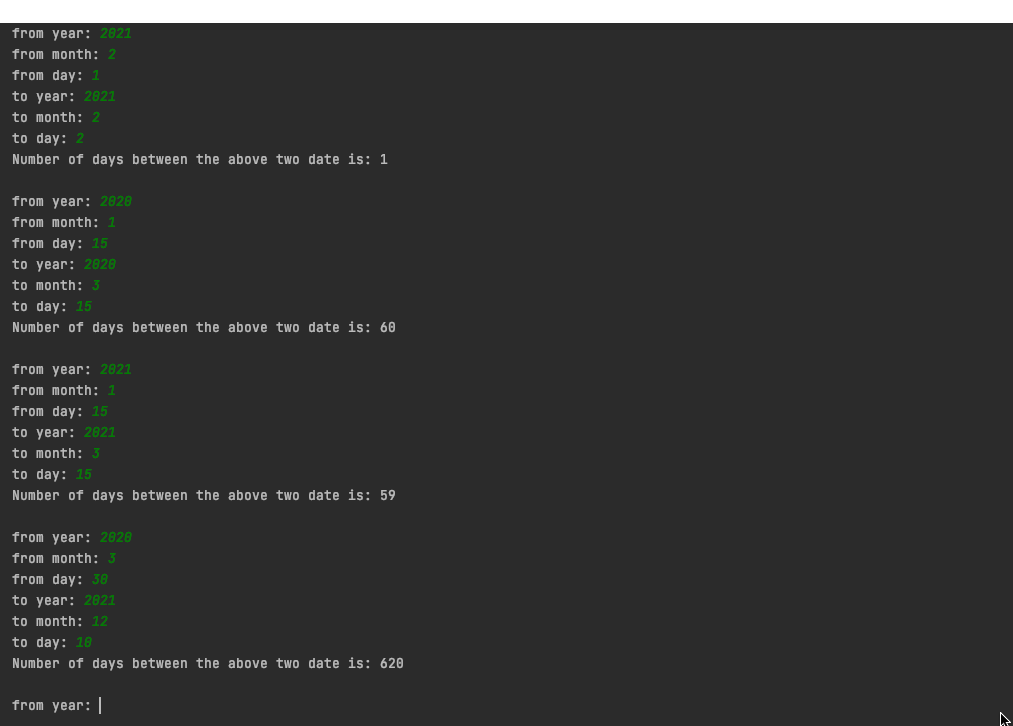 from year: 2021
from month: 2
from day: 1
to year: 2021
to month: 2
to day: 2
Number of days between the above two date is: 1
from year: 2020
from month: 1
from day: 15
to year: 2020
to month: 3
to day: 15
Number of days between the above two date is: 60
from year: 2021
from month: 1
from day: 15
to year: 2021
to month: 3
to day: 15
Number of days between the above two date is: 59
from year: 2020
from month: 3
from day: 30
to year: 2021
to month: 12
to day: 10
Number of days between the above two date is: 620
from year: